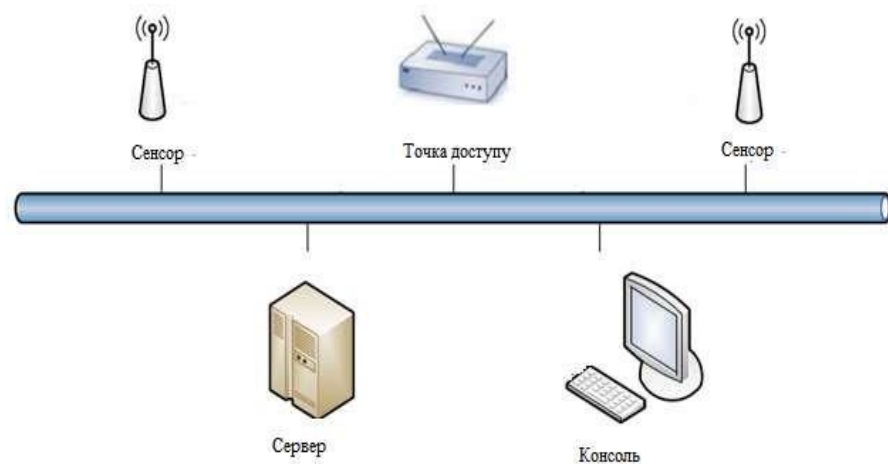 Сенсор
Точка доступу
Сенсор
Сервер
Консоль